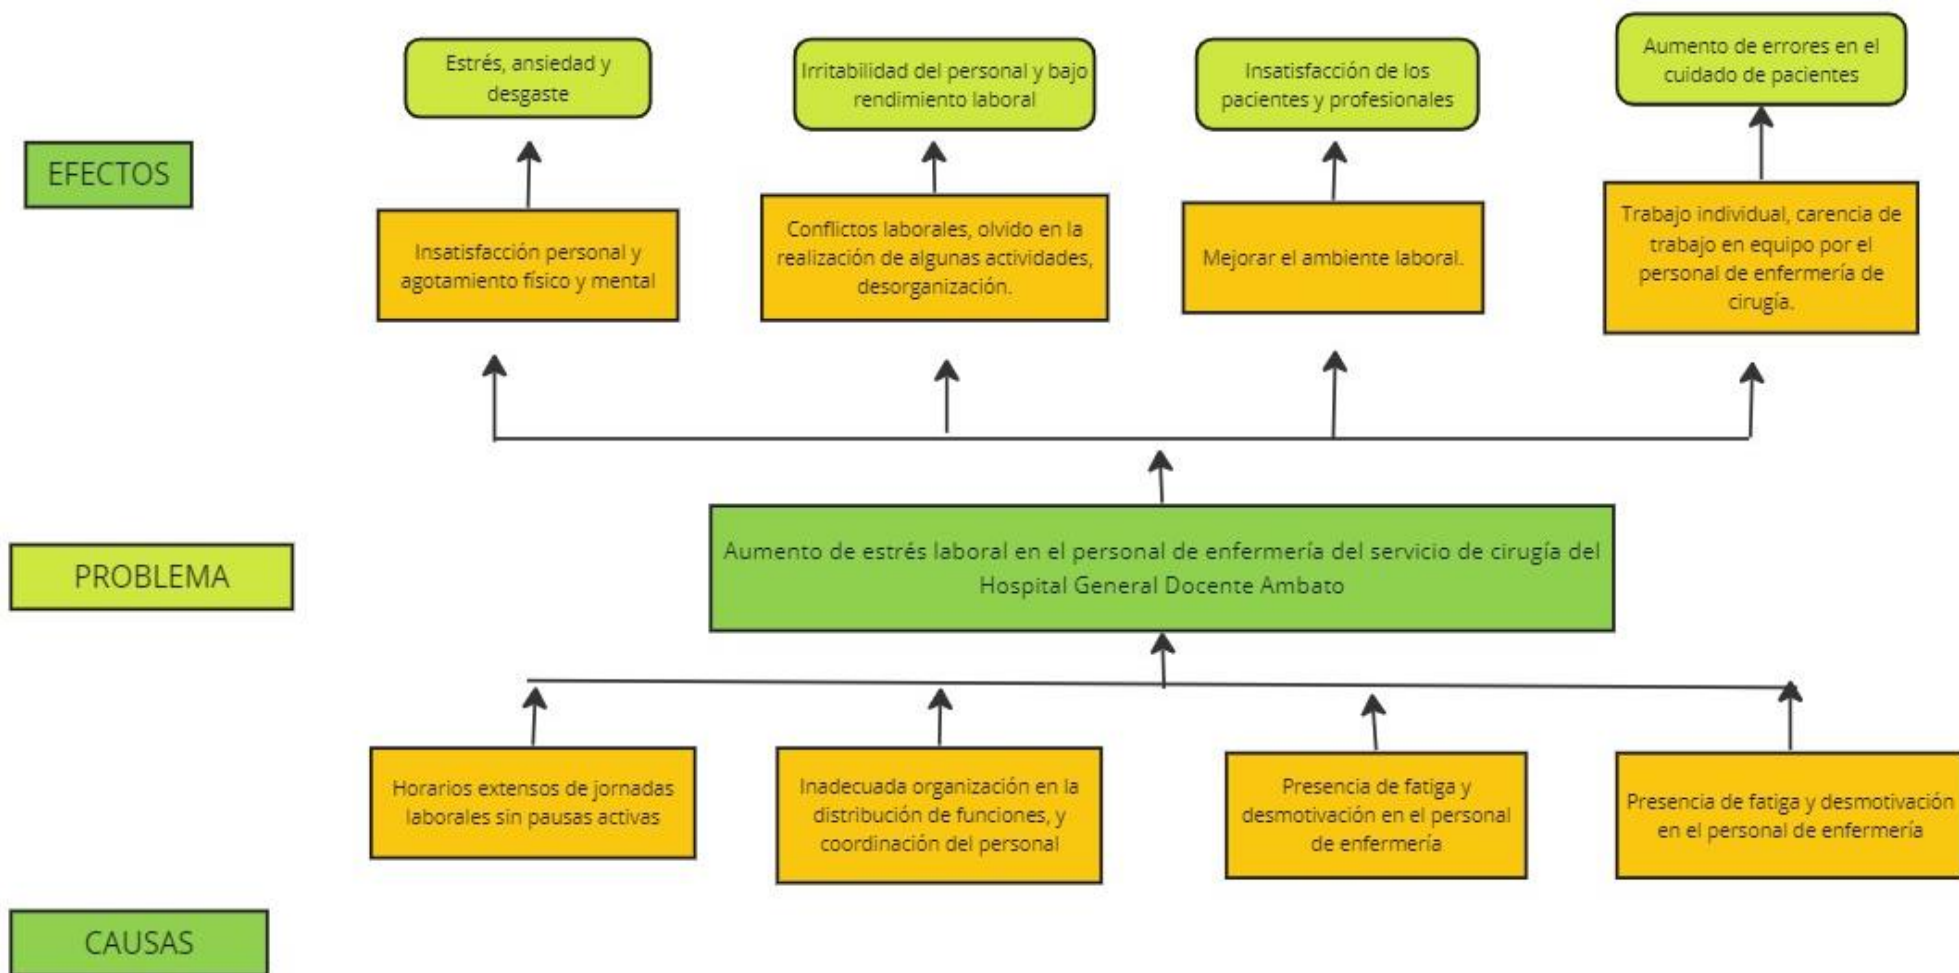 Estrés, ansiedad y
desgaste
Irritabilidad del personal y bajo
rendimiento laboral
Insatisfacción de los
pacientes y profesionales
Aumento de errores en el
cuidado de pacientes
EFECTOS
Insatisfacción personal y
agotamiento físico y mental
Conflictos laborales, olvido en la
realización de algunas actividades,
desorganización.
Mejorar el ambiente laboral.
Trabajo individual, carencia de
trabajo en equipo por el
personal de enfermería de
cirugía.
PROBLEMA
Aumento de estrés laboral en el personal de enfermería del servicio de cirugía del
Hospital General Docente Ambato
Horarios extensos de jornadas
laborales sin pausas activas
Inadecuada organización en la
distribución de funciones, y
coordinación del personal
Presencia de fatiga y
desmotivación en el personal
de enfermería
Presencia de fatiga y desmotivación
en el personal de enfermería
CAUSAS